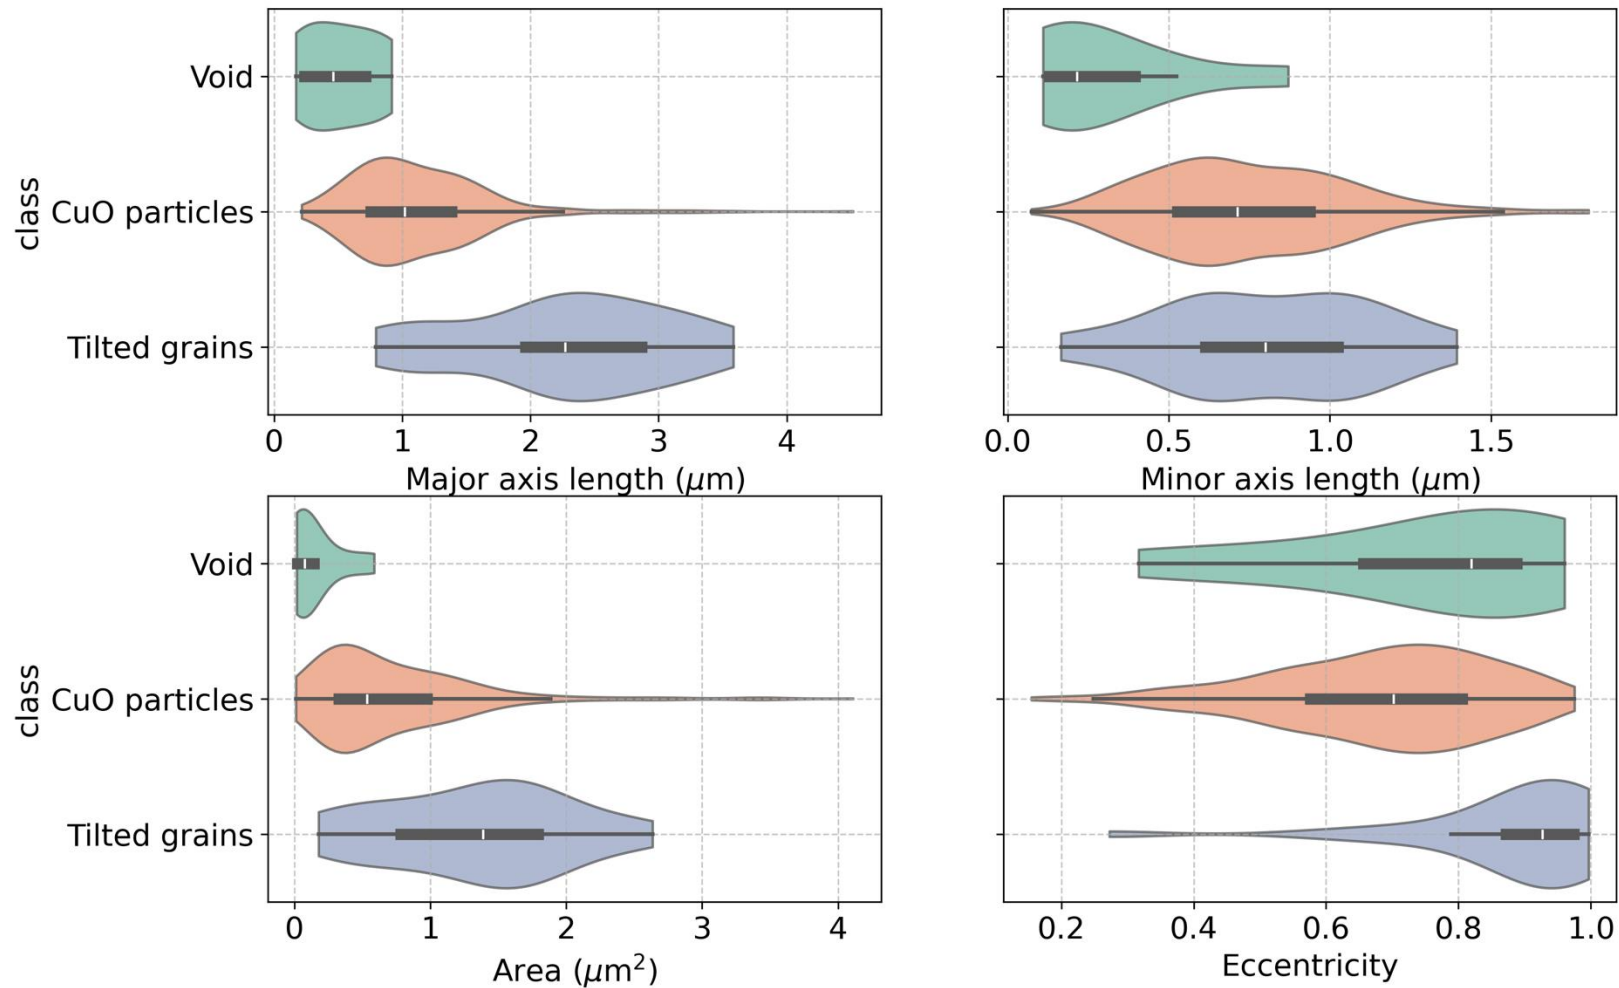 Void
CuO particles
Tilted grains
class
0 1 2 3 4
Major axis length (μm)
0.0 0.5 1.0 1.5
Minor axis length (μm)
Void
CuO particles
Tilted grains
class
0 1 2 3 4
Area (μm²)
0.2 0.4 0.6 0.8 1.0
Eccentricity